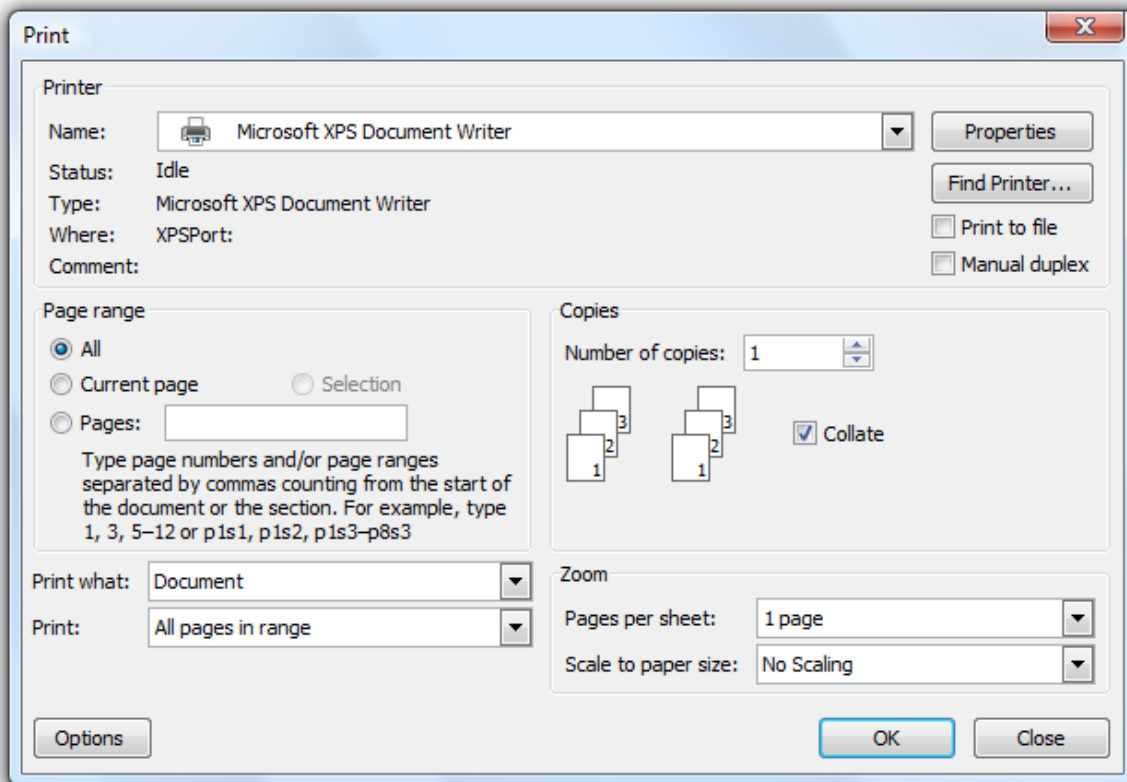 Print
Printer
Name: Microsoft XPS Document Writer
Properties
Status: Idle
Find Printer...
Type: Microsoft XPS Document Writer
Where: XPSPort:
Print to file
Comment:
Manual duplex
Page range
All
Current page
Selection
Pages:
Type page numbers and/or page ranges
separated by commas counting from the start of
the document or the section. For example, type
1, 3, 5–12 or p1s1, p1s2, p1s3–p8s3
Copies
Number of copies: 1
3
2
1
3
2
1
Collate
Print what: Document
Print: All pages in range
Zoom
Pages per sheet: 1 page
Scale to paper size: No Scaling
Options
OK
Close